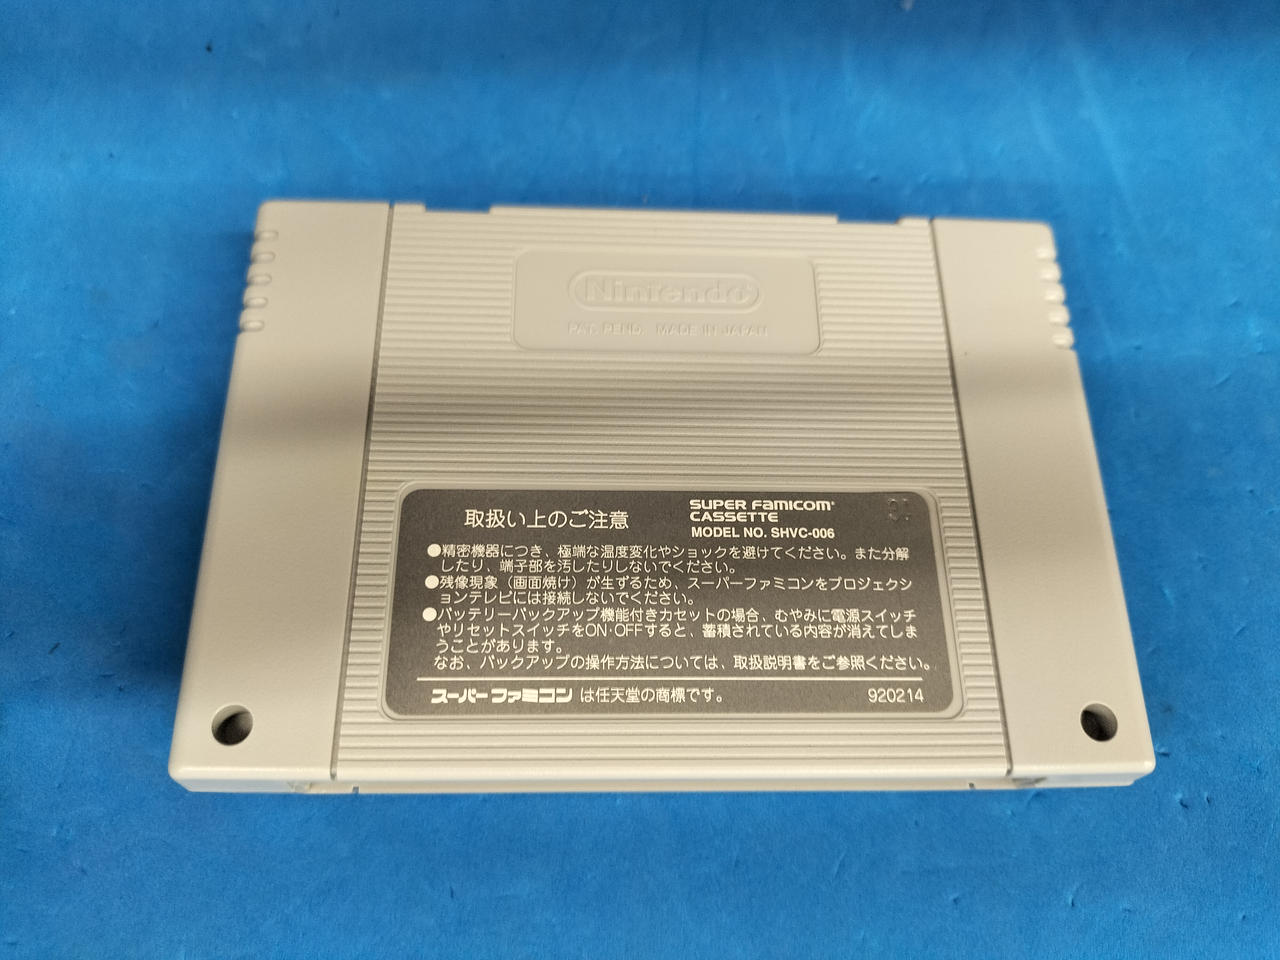 Nintendo
PAT. PEND. MADE IN JAPAN
取扱い上のご注意
SUPER FAMICOM
CASSETTE
MODEL NO. SHVC-006
●精密機器につき、極端な温度変化やショックを避けてください。また分解
したり、端子部を汚したりしないでください。
●残像現象（画面焼け）が生ずるため、スーパーファミコンをプロジェクシ
ョンテレビには接続しないでください。
●バッテリーバックアップ機能付きカセットの場合、むやみに電源スイッチ
やリセットスイッチをON・OFFすると、蓄積されている内容が消えてしま
うことがあります。
なお、バックアップの操作方法については、取扱説明書をご参照ください。
スーパーファミコン は任天堂の商標です。
920214